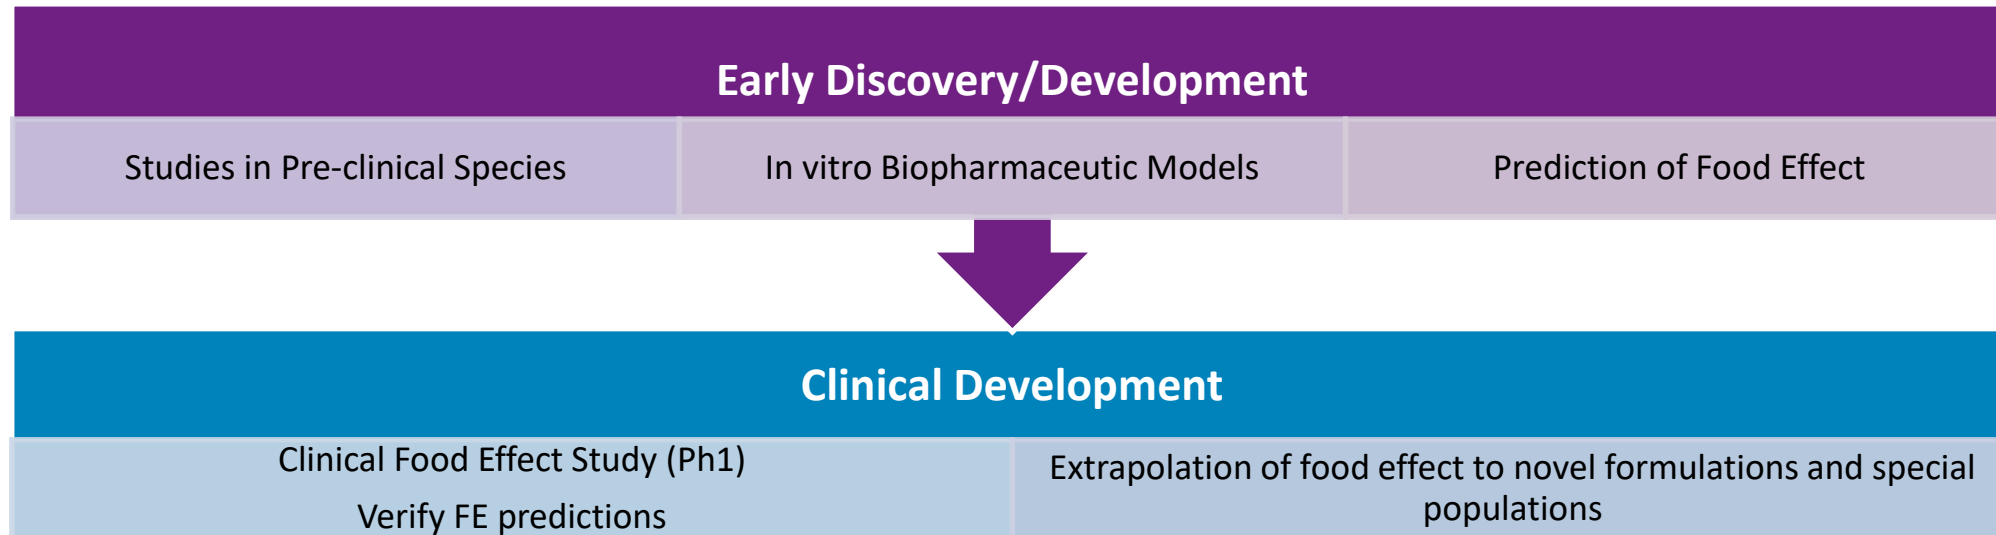 Early Discovery/Development
Studies in Pre-clinical Species
In vitro Biopharmaceutic Models
Prediction of Food Effect
Clinical Development
Clinical Food Effect Study (Ph1)
Verify FE predictions
Extrapolation of food effect to novel formulations and special
populations